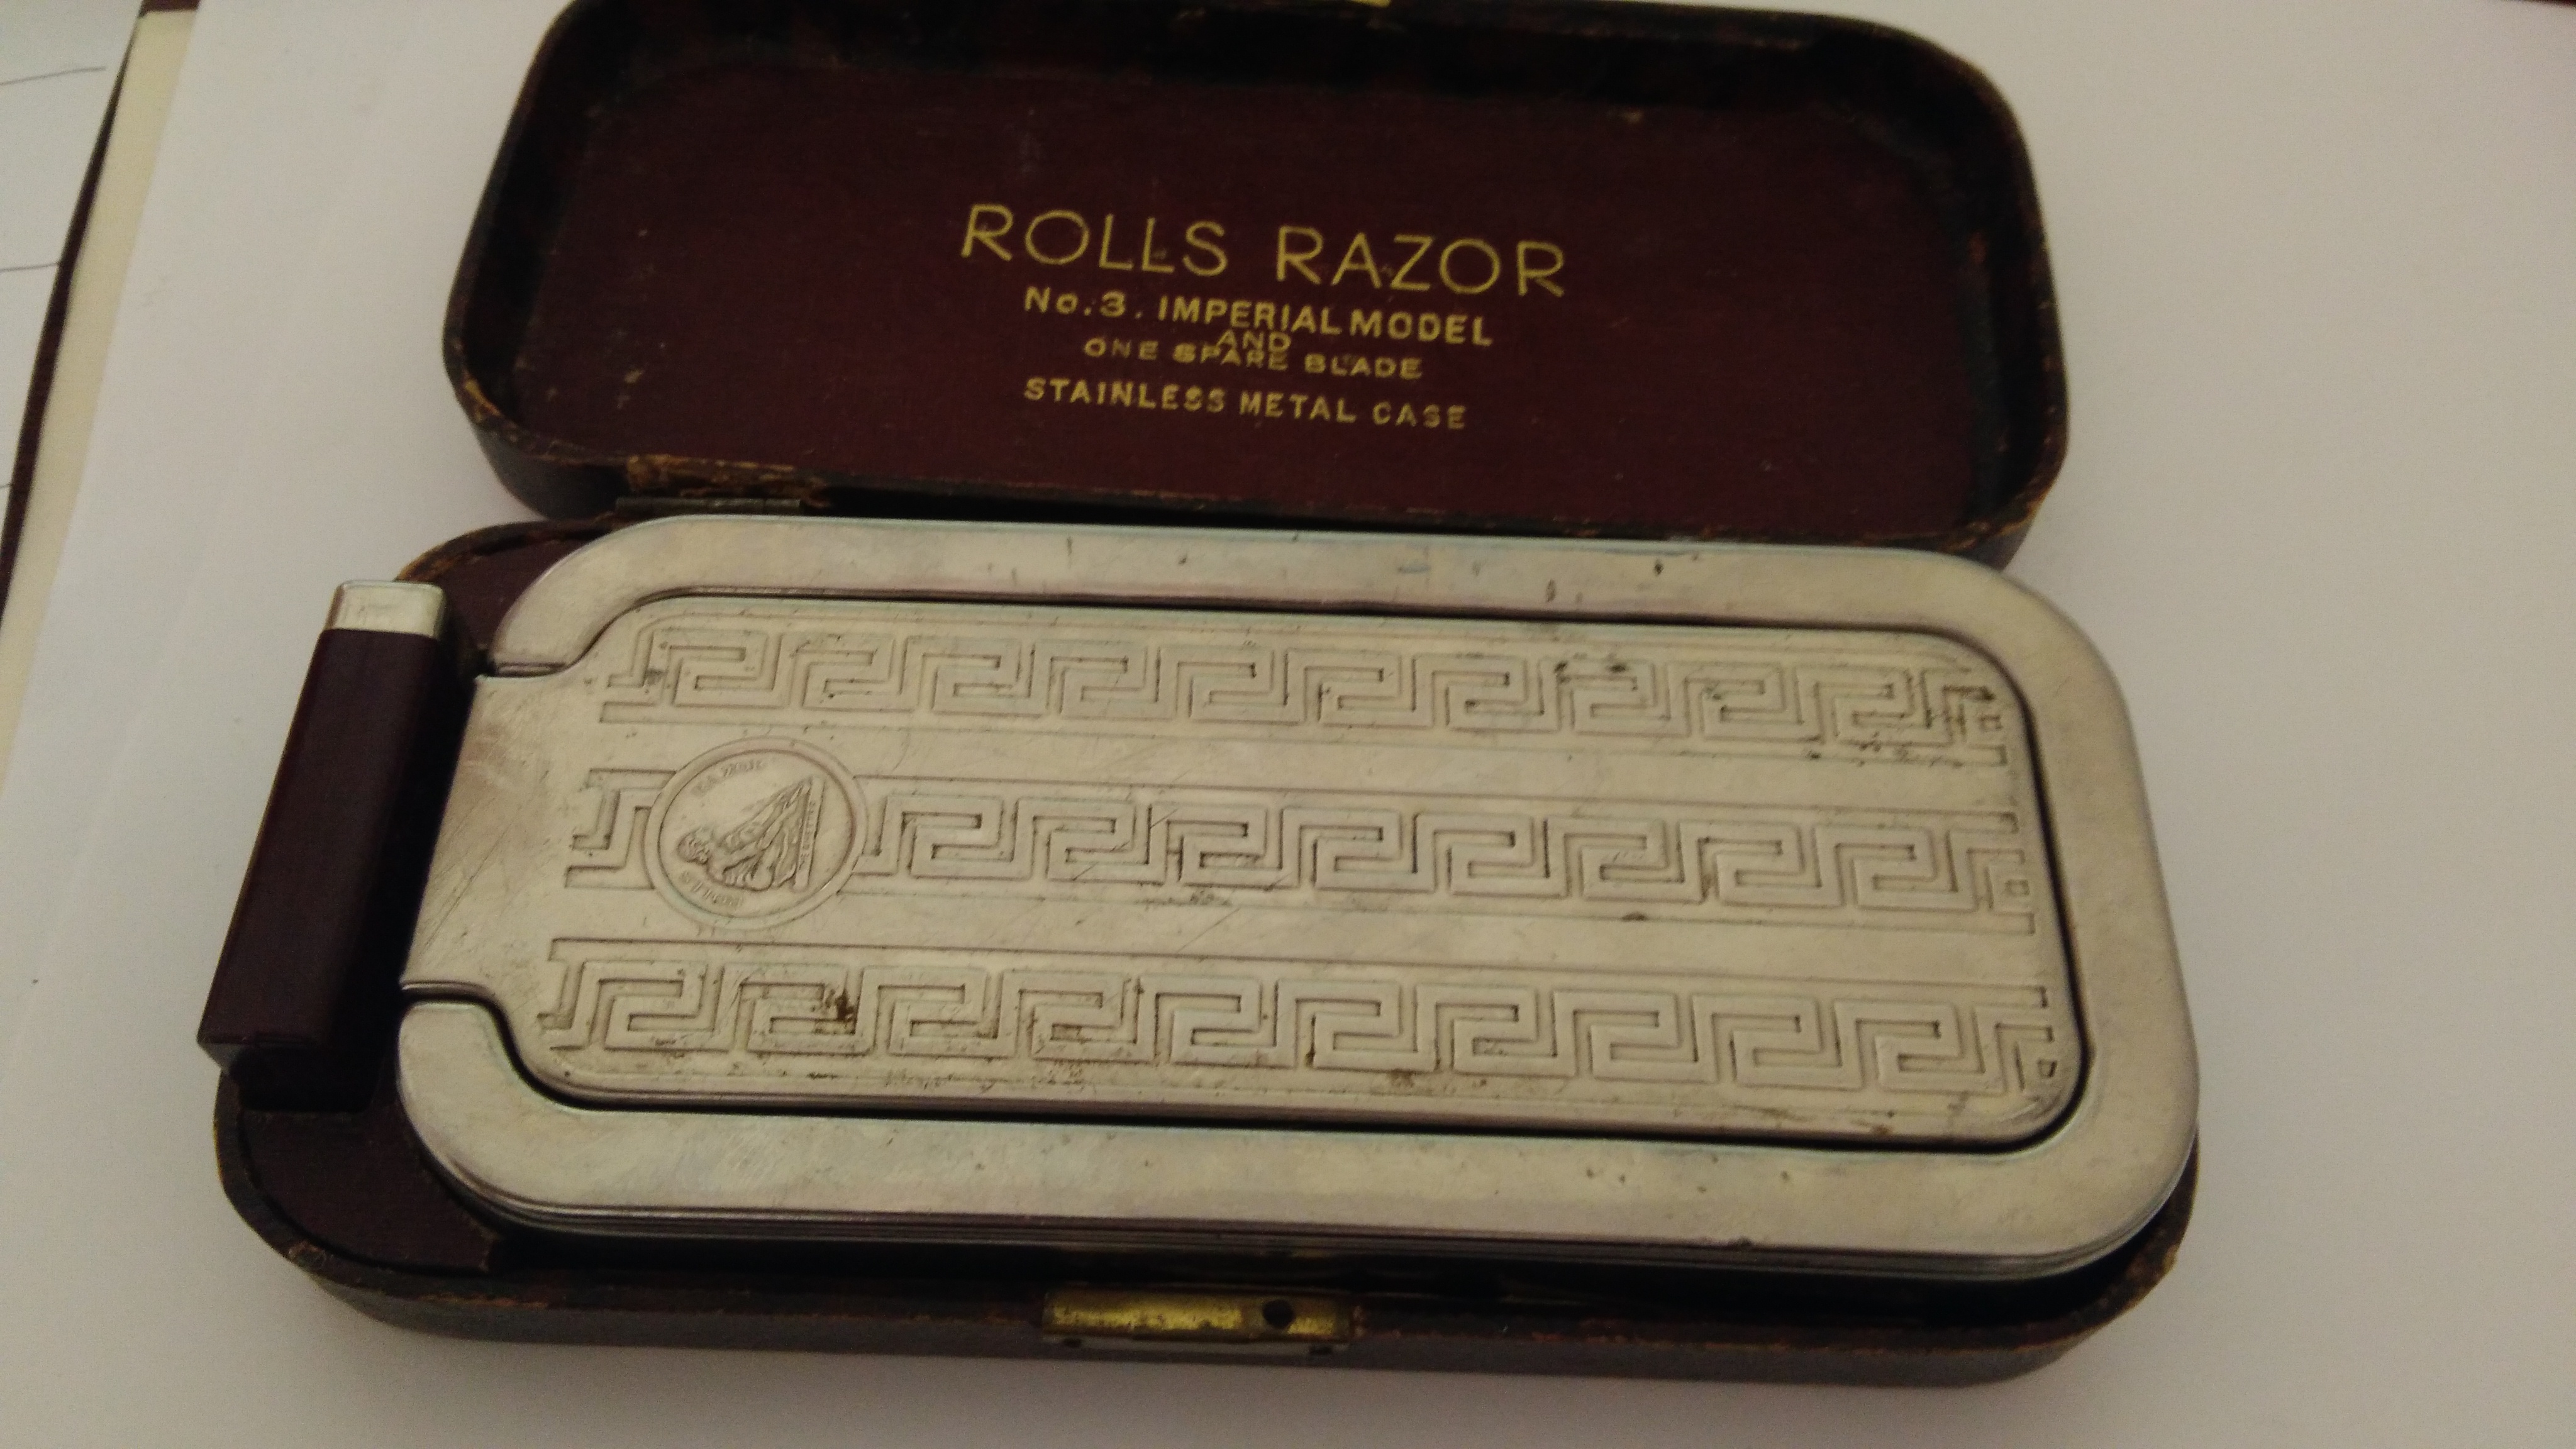 ROLLS RAZOR
No. 3. IMPERIAL MODEL
AND
ONE SPARE BLADE
STAINLESS METAL CASE